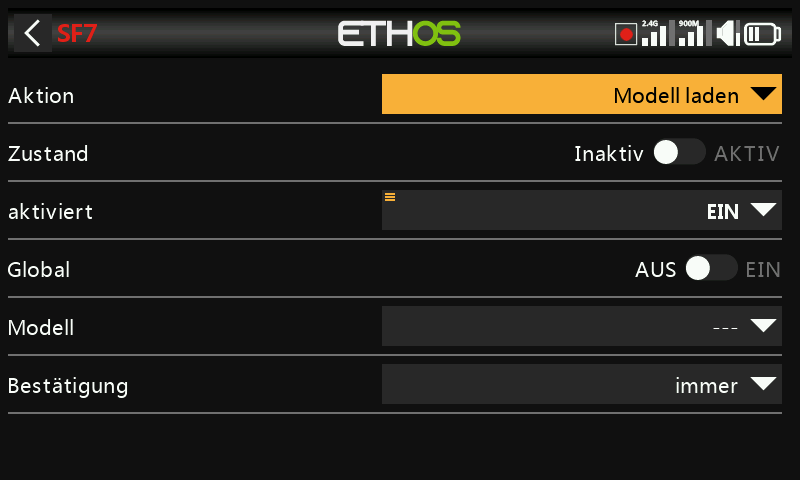 SF7 ETHOS 2.4G 900M
Aktion Modell laden
Zustand Inaktiv AKTIV
aktiviert EIN
Global AUS EIN
Modell ---
Bestätigung immer